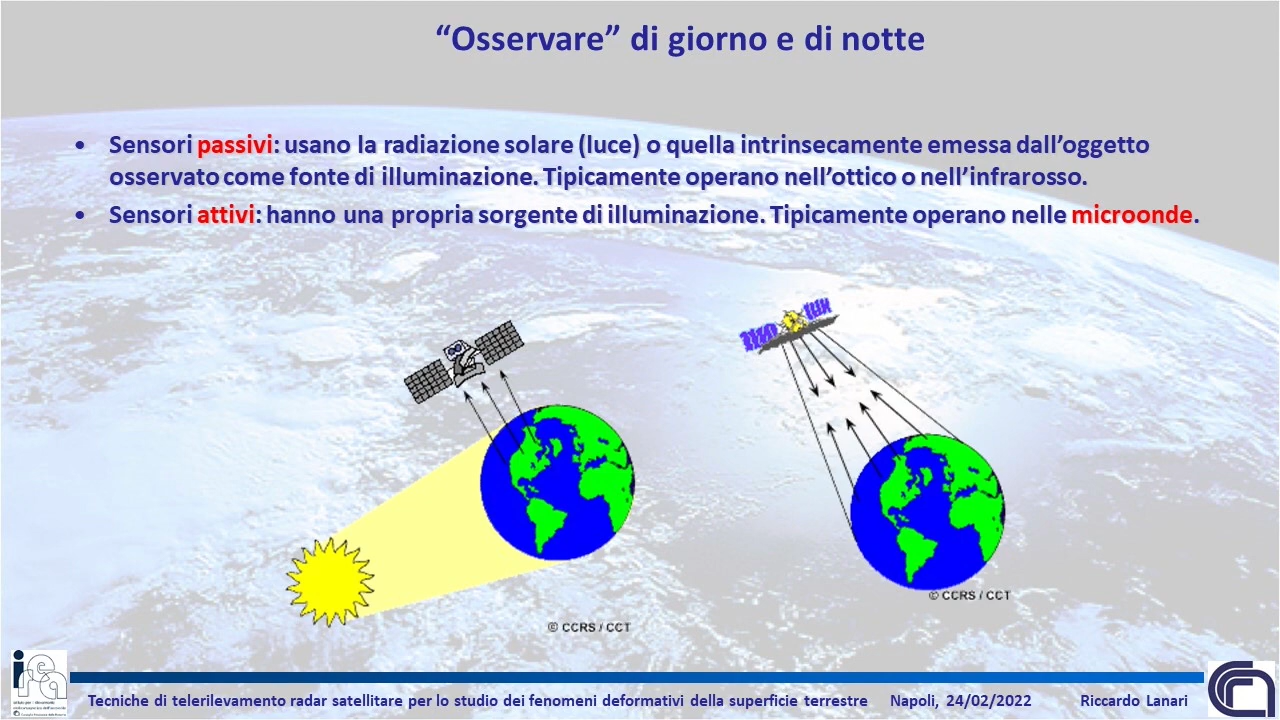 “Osservare” di giorno e di notte
• Sensori passivi: usano la radiazione solare (luce) o quella intrinsecamente emessa dall’oggetto
osservato come fonte di illuminazione. Tipicamente operano nell’ottico o nell’infrarosso.
• Sensori attivi: hanno una propria sorgente di illuminazione. Tipicamente operano nelle microonde.
© CCRS / CCT
© CCRS / CCT
irea
Tecniche di telerilevamento radar satellitare per lo studio dei fenomeni deformativi della superficie terrestre Napoli, 24/02/2022 Riccardo Lanari